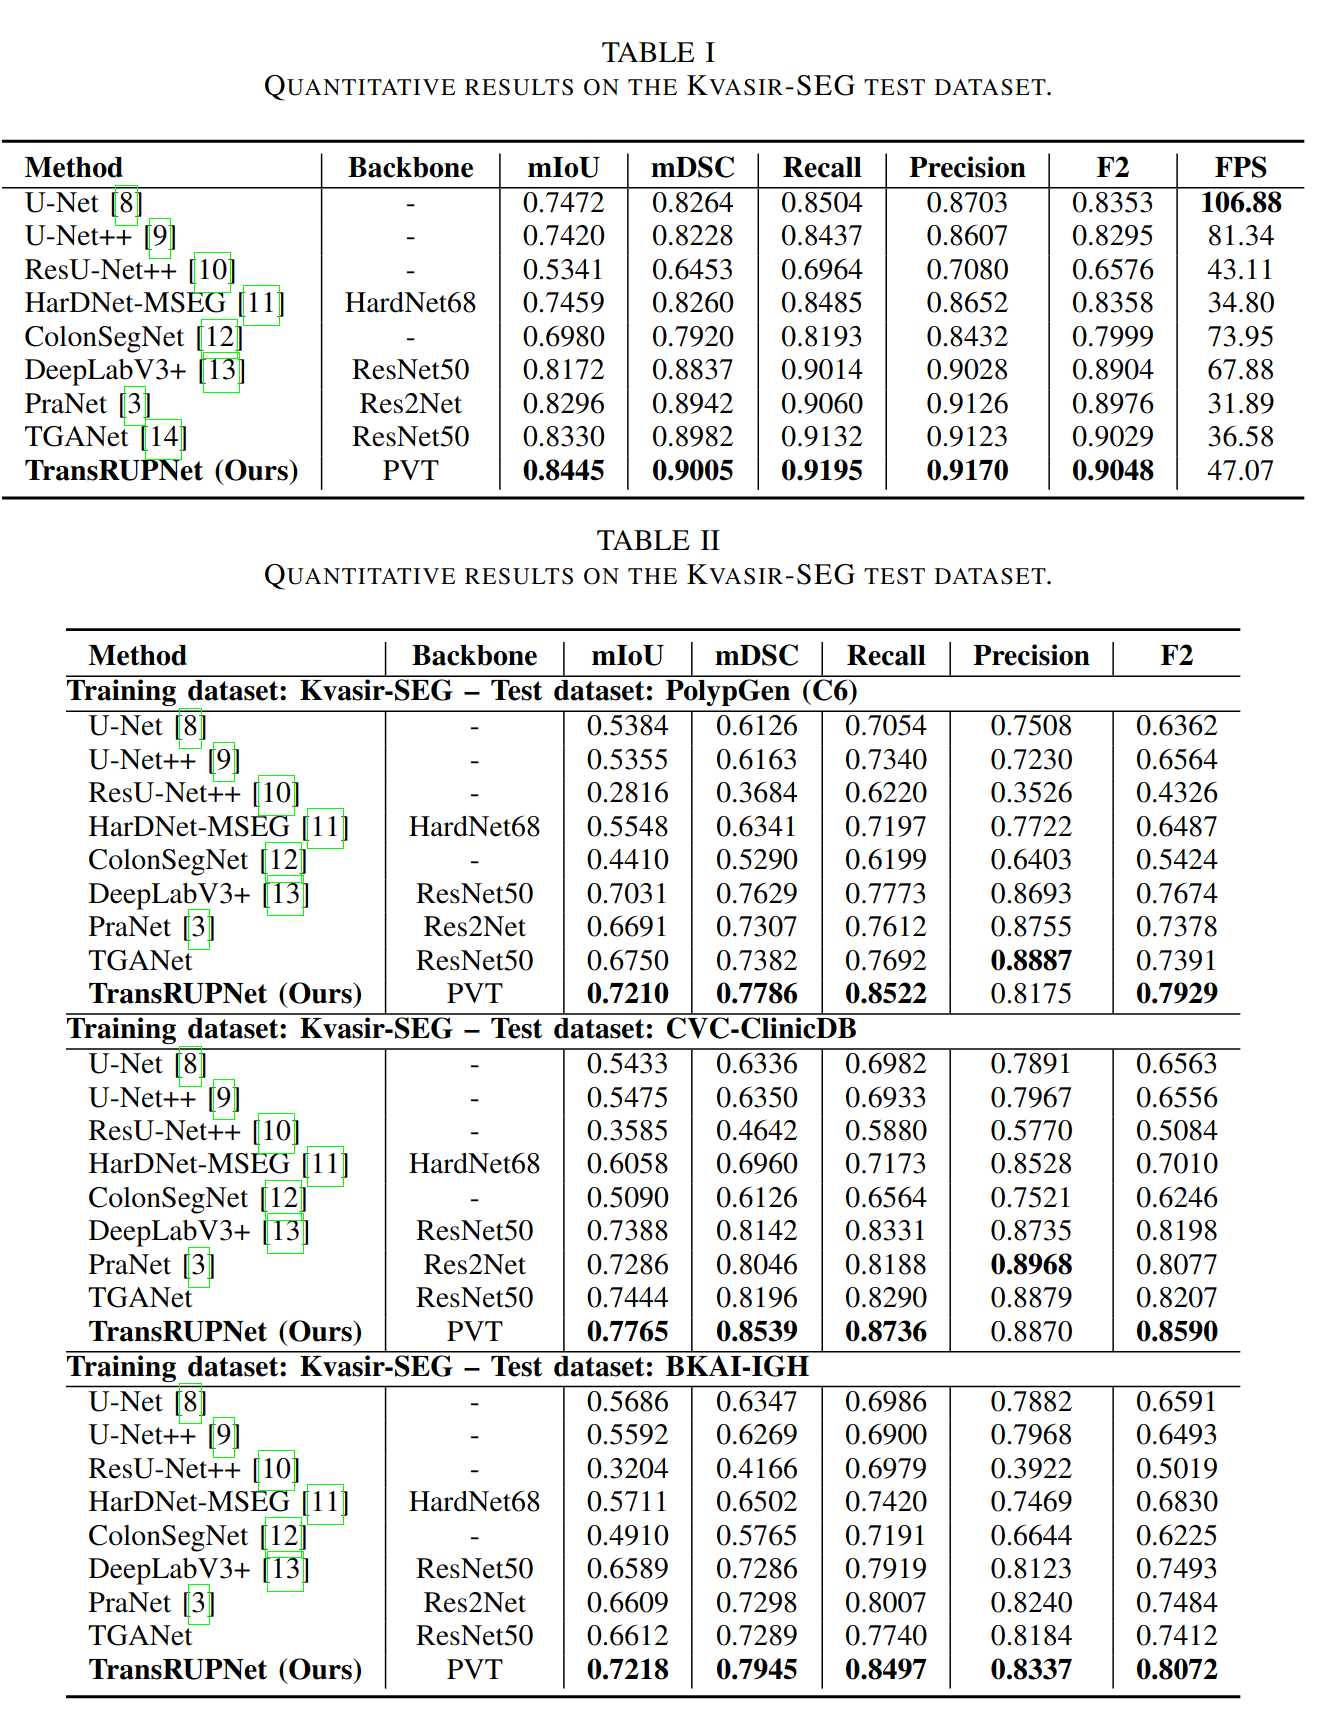 TABLE I
QUANTITATIVE RESULTS ON THE KVASIR-SEG TEST DATASET.
Method Backbone mIoU mDSC Recall Precision F2 FPS
U-Net [8] - 0.7472 0.8264 0.8504 0.8703 0.8353 106.88
U-Net++ [9] - 0.7420 0.8228 0.8437 0.8607 0.8295 81.34
ResU-Net++ [10] - 0.5341 0.6453 0.6964 0.7080 0.6576 43.11
HarDNet-MSEG [11] HardNet68 0.7459 0.8260 0.8485 0.8652 0.8358 34.80
ColonSegNet [12] - 0.6980 0.7920 0.8193 0.8432 0.7999 73.95
DeepLabV3+ [13] ResNet50 0.8172 0.8837 0.9014 0.9028 0.8904 67.88
PraNet [3] Res2Net 0.8296 0.8942 0.9060 0.9126 0.8976 31.89
TGANet [14] ResNet50 0.8330 0.8982 0.9132 0.9123 0.9029 36.58
TransRUPNet (Ours) PVT 0.8445 0.9005 0.9195 0.9170 0.9048 47.07
TABLE II
QUANTITATIVE RESULTS ON THE KVASIR-SEG TEST DATASET.
Method Backbone mIoU mDSC Recall Precision F2
Training dataset: Kvasir-SEG – Test dataset: PolypGen (C6)
U-Net [8] - 0.5384 0.6126 0.7054 0.7508 0.6362
U-Net++ [9] - 0.5355 0.6163 0.7340 0.7230 0.6564
ResU-Net++ [10] - 0.2816 0.3684 0.6220 0.3526 0.4326
HarDNet-MSEG [11] HardNet68 0.5548 0.6341 0.7197 0.7722 0.6487
ColonSegNet [12] - 0.4410 0.5290 0.6199 0.6403 0.5424
DeepLabV3+ [13] ResNet50 0.7031 0.7629 0.7773 0.8693 0.7674
PraNet [3] Res2Net 0.6691 0.7307 0.7612 0.8755 0.7378
TGANet ResNet50 0.6750 0.7382 0.7692 0.8887 0.7391
TransRUPNet (Ours) PVT 0.7210 0.7786 0.8522 0.8175 0.7929
Training dataset: Kvasir-SEG – Test dataset: CVC-ClinicDB
U-Net [8] - 0.5433 0.6336 0.6982 0.7891 0.6563
U-Net++ [9] - 0.5475 0.6350 0.6933 0.7967 0.6556
ResU-Net++ [10] - 0.3585 0.4642 0.5880 0.5770 0.5084
HarDNet-MSEG [11] HardNet68 0.6058 0.6960 0.7173 0.8528 0.7010
ColonSegNet [12] - 0.5090 0.6126 0.6564 0.7521 0.6246
DeepLabV3+ [13] ResNet50 0.7388 0.8142 0.8331 0.8735 0.8198
PraNet [3] Res2Net 0.7286 0.8046 0.8188 0.8968 0.8077
TGANet ResNet50 0.7444 0.8196 0.8290 0.8879 0.8207
TransRUPNet (Ours) PVT 0.7765 0.8539 0.8736 0.8870 0.8590
Training dataset: Kvasir-SEG – Test dataset: BKAI-IGH
U-Net [8] - 0.5686 0.6347 0.6986 0.7882 0.6591
U-Net++ [9] - 0.5592 0.6269 0.6900 0.7968 0.6493
ResU-Net++ [10] - 0.3204 0.4166 0.6979 0.3922 0.5019
HarDNet-MSEG [11] HardNet68 0.5711 0.6502 0.7420 0.7469 0.6830
ColonSegNet [12] - 0.4910 0.5765 0.7191 0.6644 0.6225
DeepLabV3+ [13] ResNet50 0.6589 0.7286 0.7919 0.8123 0.7493
PraNet [3] Res2Net 0.6609 0.7298 0.8007 0.8240 0.7484
TGANet ResNet50 0.6612 0.7289 0.7740 0.8184 0.7412
TransRUPNet (Ours) PVT 0.7218 0.7945 0.8497 0.8337 0.8072